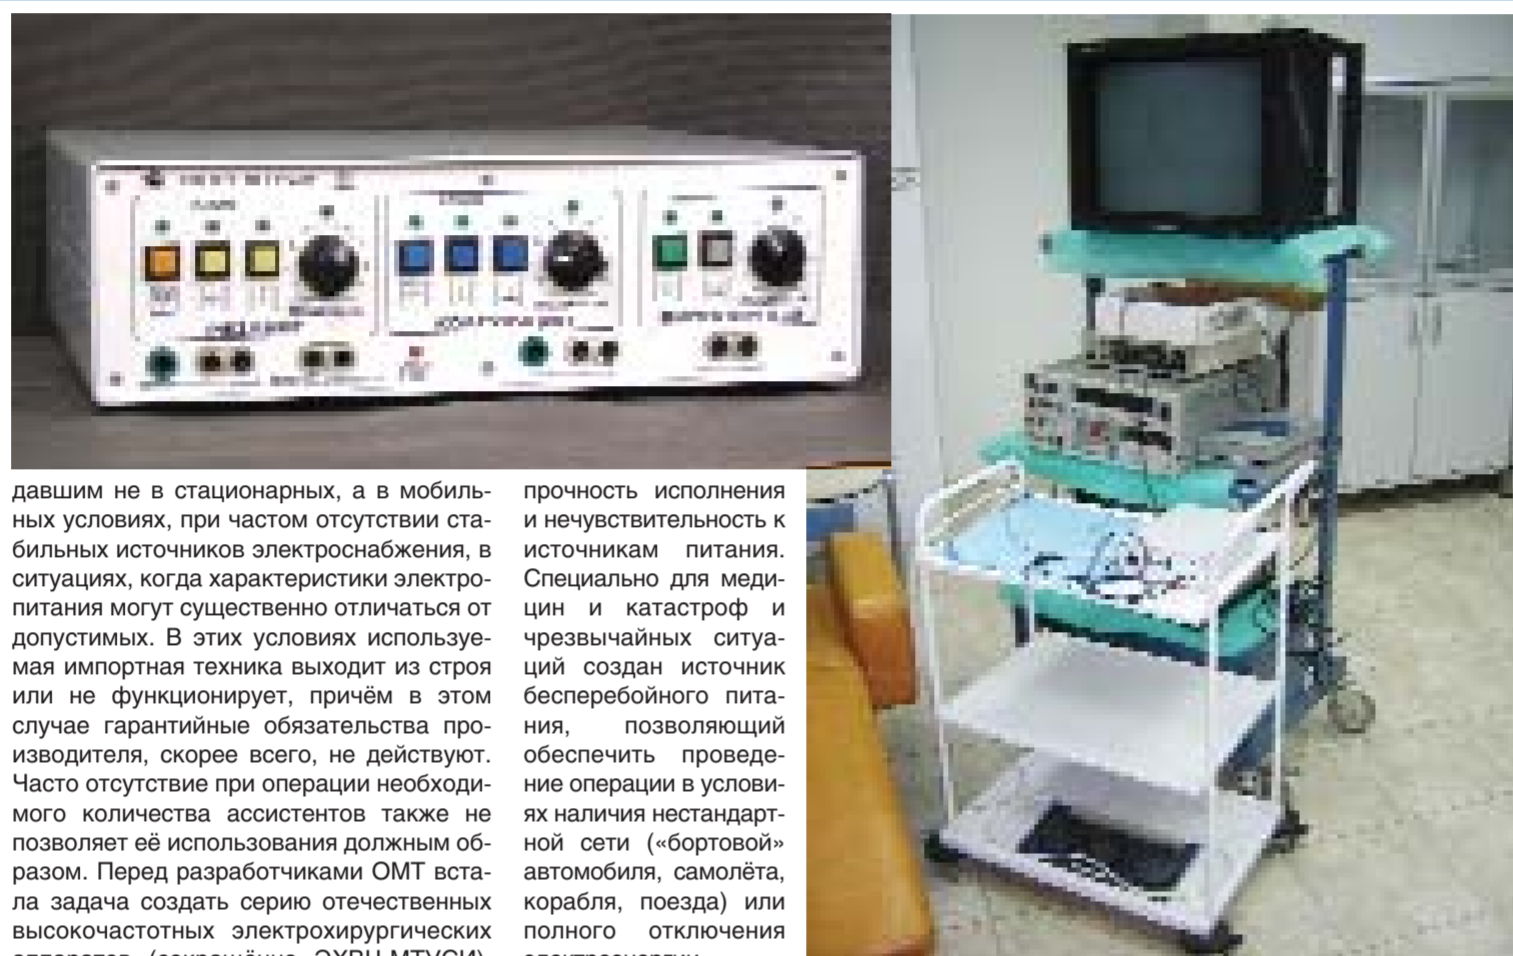 давшим не в стационарных, а в мобиль-
ных условиях, при частом отсутствии ста-
бильных источников электроснабжения, в
ситуациях, когда характеристики электро-
питания могут существенно отличаться от
допустимых. В этих условиях используе-
мая импортная техника выходит из строя
или не функционирует, причём в этом
случае гарантийные обязательства про-
изводителя, скорее всего, не действуют.
Часто отсутствие при операции необходи-
мого количества ассистентов также не
позволяет её использования должным об-
разом. Перед разработчиками ОМТ вста-
ла задача создать серию отечественных
высокочастотных электрохирургических
аппаратов (сокращённо ЭХВЧ-МТУСИ),
прочность исполнения
и нечувствительность к
источникам питания.
Специально для меди-
цин и катастроф и
чрезвычайных ситуа-
ций создан источник
бесперебойного пита-
ния, позволяющий
обеспечить проведе-
ние операции в услови-
ях наличия нестандарт-
ной сети («бортовой»
автомобиля, самолёта,
корабля, поезда) или
полного отключения
электроэнергии